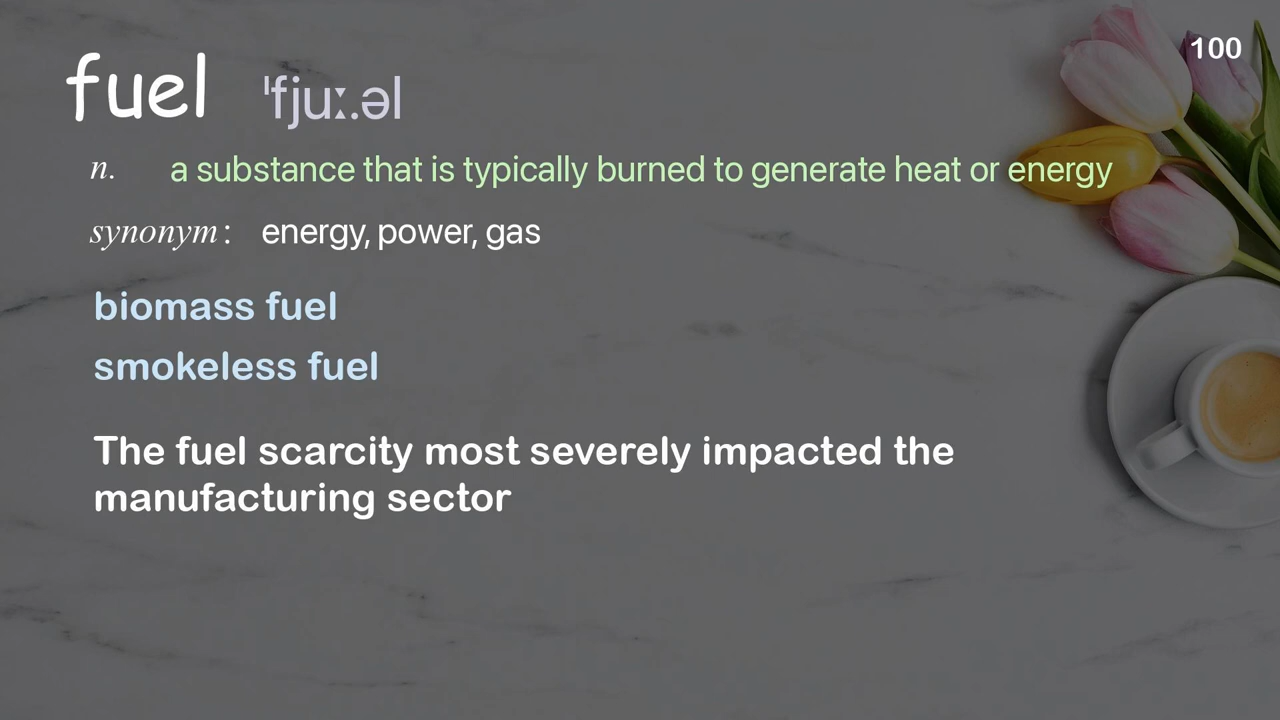 100
fuel ˈfjuː.əl
n. a substance that is typically burned to generate heat or energy
synonym: energy, power, gas
biomass fuel
smokeless fuel
The fuel scarcity most severely impacted the
manufacturing sector